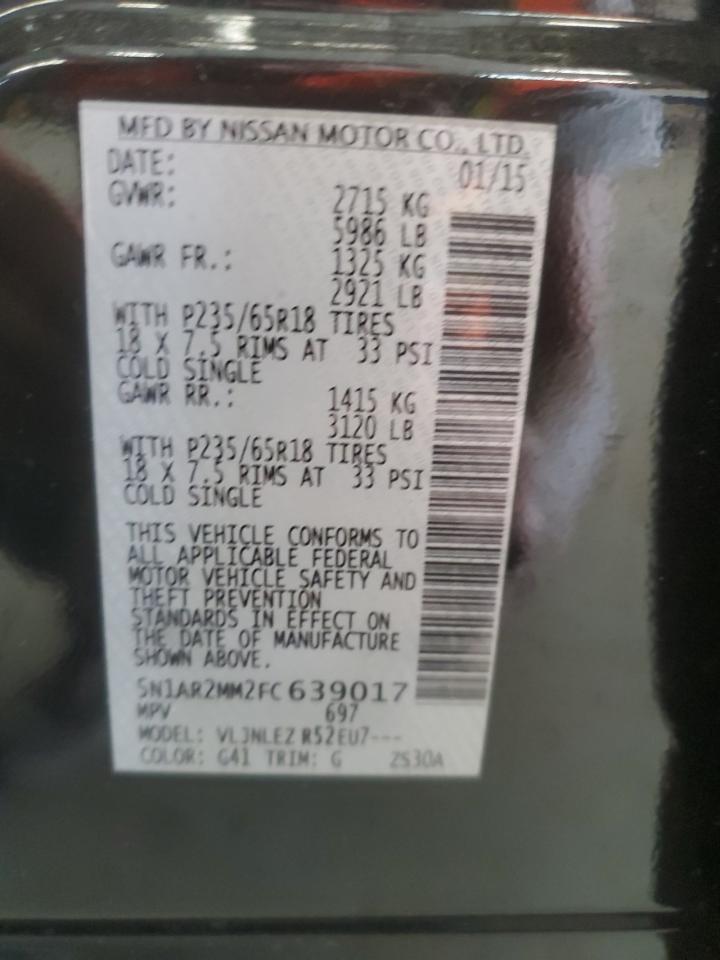 MFD BY NISSAN MOTOR CO., LTD.
DATE: 01/15
GVWR: 2715 KG
5986 LB
GAWR FR.: 1325 KG
2921 LB
WITH P235/65R18 TIRES
18 X 7.5 RIMS AT 33 PSI
COLD SINGLE
GAWR RR.: 1415 KG
3120 LB
WITH P235/65R18 TIRES
18 X 7.5 RIMS AT 33 PSI
COLD SINGLE
THIS VEHICLE CONFORMS TO
ALL APPLICABLE FEDERAL
MOTOR VEHICLE SAFETY AND
THEFT PREVENTION
STANDARDS IN EFFECT ON
THE DATE OF MANUFACTURE
SHOWN ABOVE.
5N1AR2MM2FC639017
MPV 697
MODEL: VLJNLEZ R52EU7---
COLOR: G41 TRIM: G 2S30A